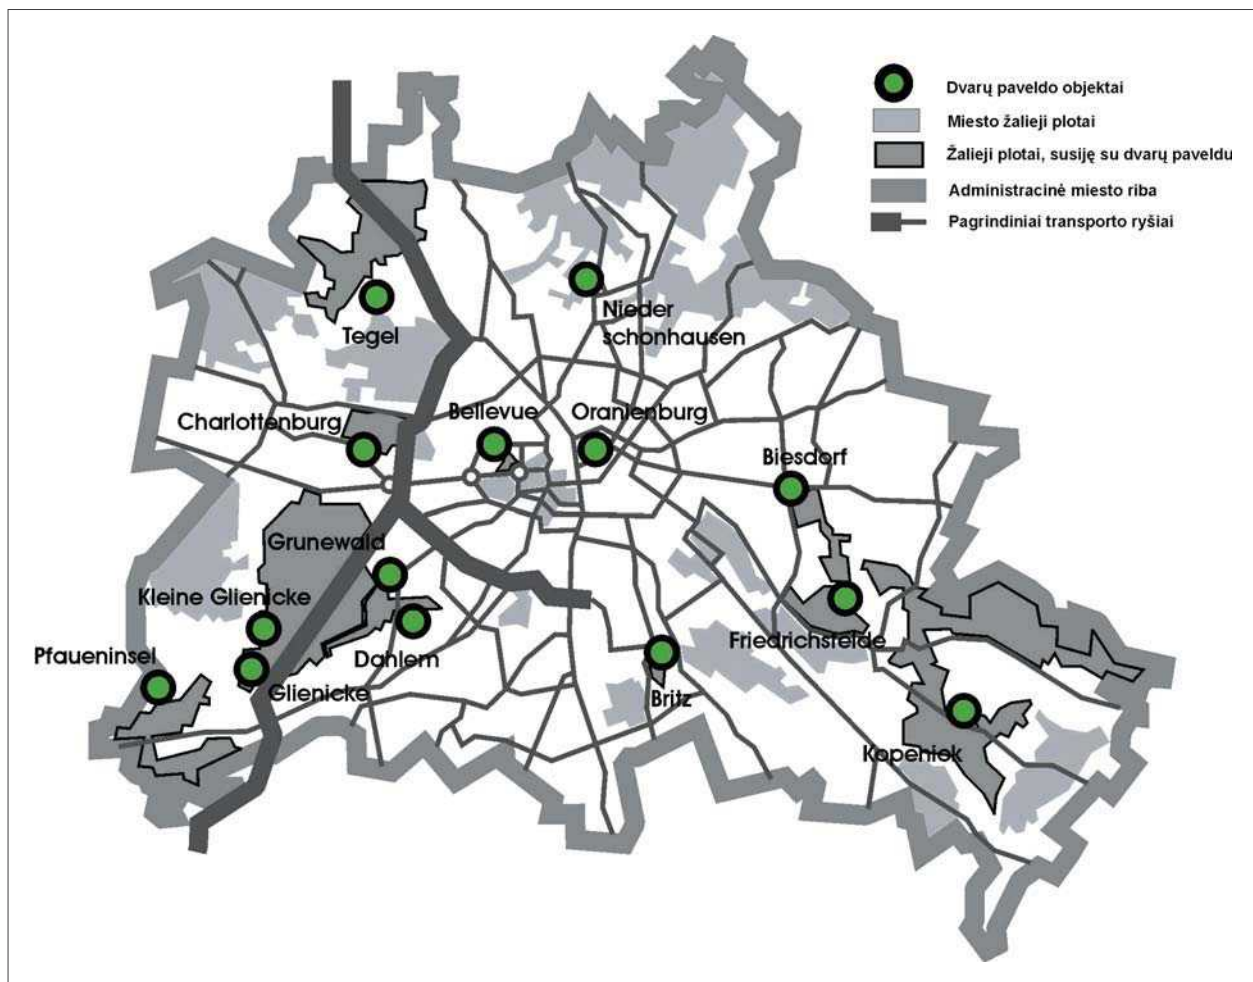 Dvarų paveldo objektai
Miesto žalieji plotai
Žalieji plotai, susiję su dvarų paveldu
Administracinė miesto riba
Pagrindiniai transporto ryšiai
Tegel
Nieder
schonhausen
Charlottenburg
Bellevue
Oranienburg
Biesdorf
Grunewald
Kleine Glienicke
Pfaueninsel
Glienicke
Dahlem
Britz
Friedrichsfelde
Kopeniek